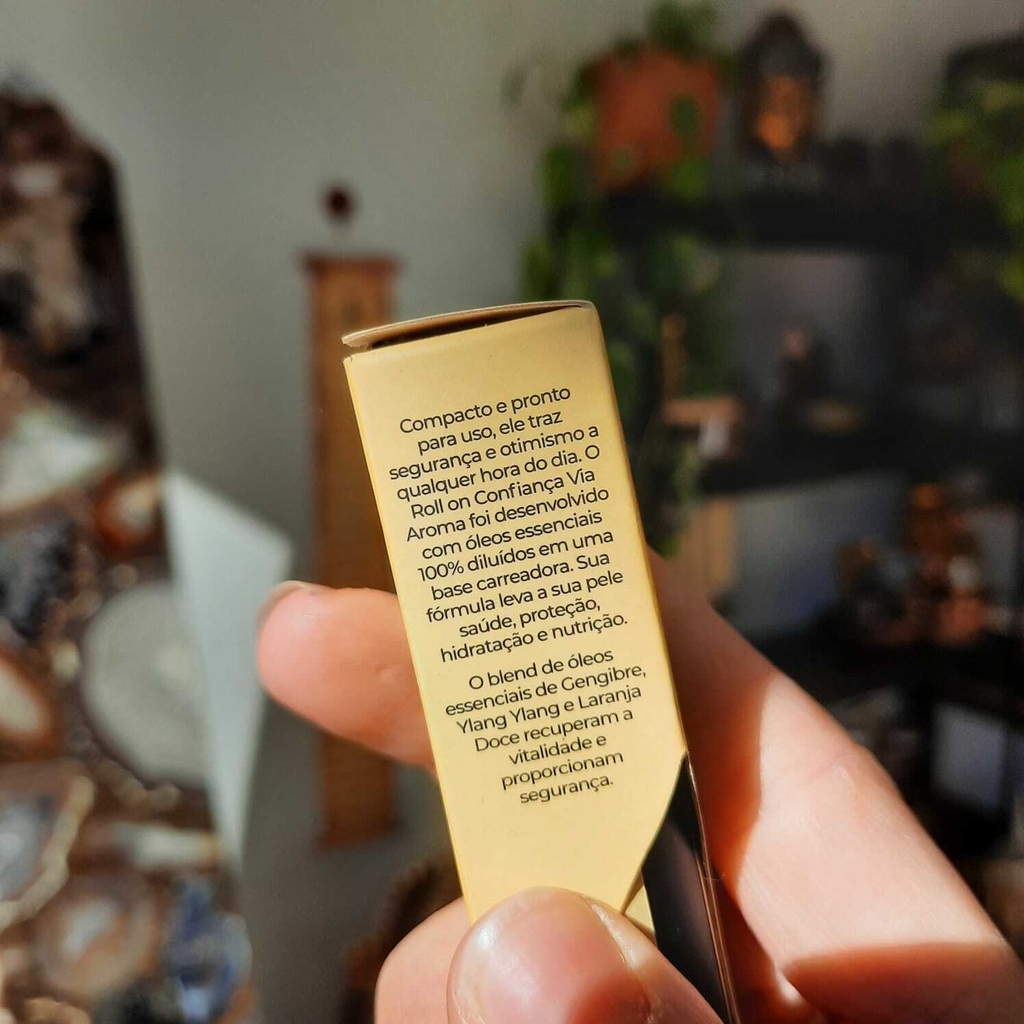 Compacto e pronto
para uso, ele traz
segurança e otimismo a
qualquer hora do dia. O
Roll on Confiança Via
Aroma foi desenvolvido
com óleos essenciais
100% diluídos em uma
base carreadora. Sua
fórmula leva a sua pele
saúde, proteção,
hidratação e nutrição.
O blend de óleos
essenciais de Gengibre,
Ylang Ylang e Laranja
Doce recuperam a
vitalidade e
proporcionam
segurança.